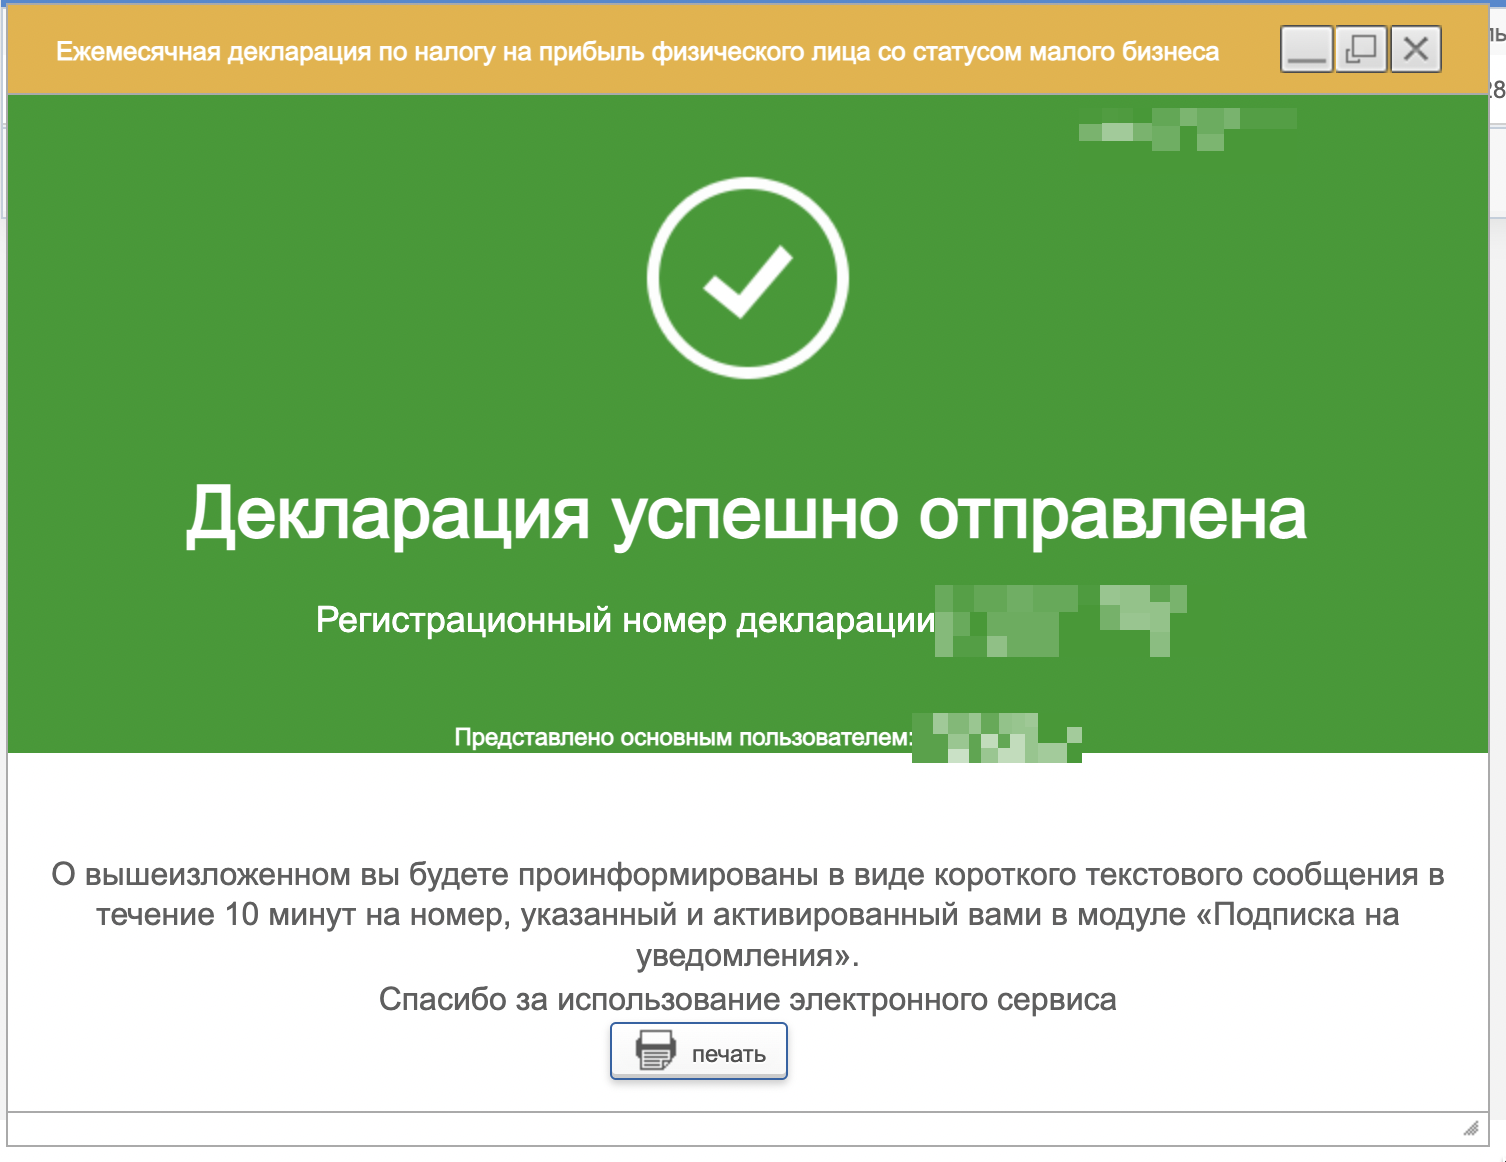 Ежемесячная декларация по налогу на прибыль физического лица со статусом малого бизнеса
28
Декларация успешно отправлена
Регистрационный номер декларации
Представлено основным пользователем:
О вышеизложенном вы будете проинформированы в виде короткого текстового сообщения в
течение 10 минут на номер, указанный и активированный вами в модуле «Подписка на
уведомления».
Спасибо за использование электронного сервиса
печать